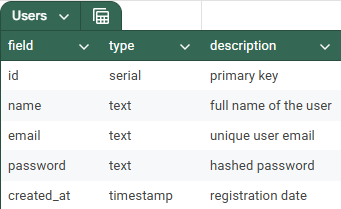 Users
field type description
id serial primary key
name text full name of the user
email text unique user email
password text hashed password
created_at timestamp registration date